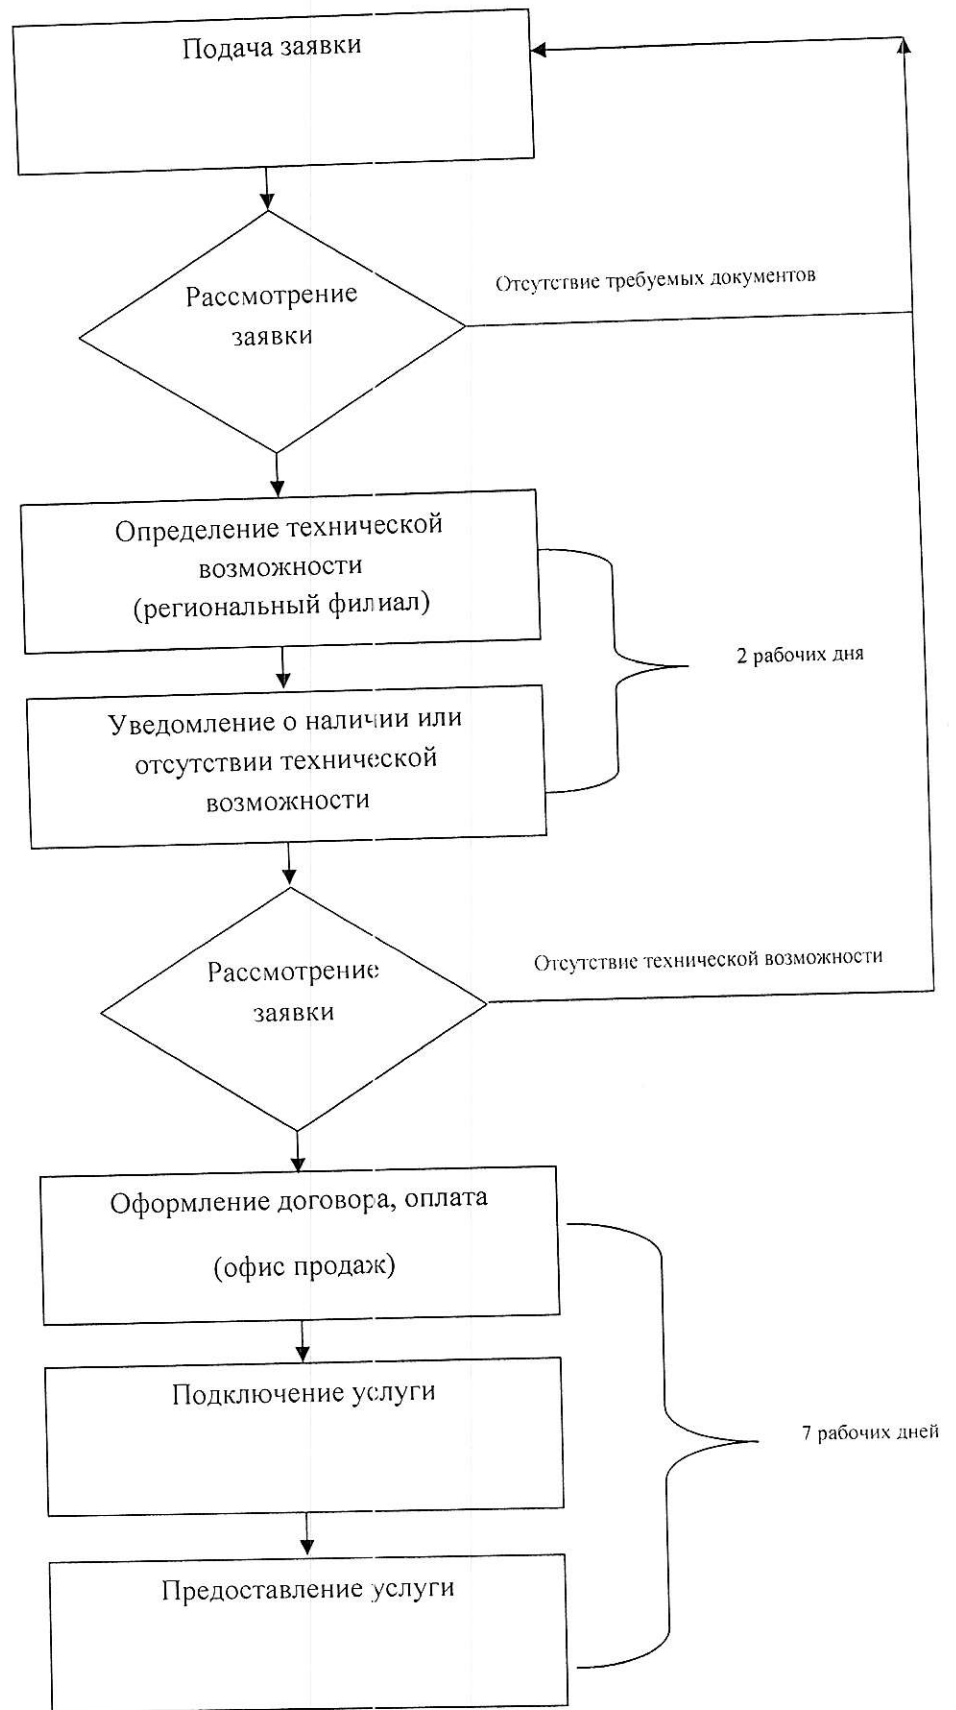 Подача заявки
Рассмотрение
заявки
Отсутствие требуемых документов
Определение технической
возможности
(региональный филиал)
2 рабочих дня
Уведомление о наличии или
отсутствии технической
возможности
Рассмотрение
заявки
Отсутствие технической возможности
Оформление договора, оплата
(офис продаж)
Подключение услуги
7 рабочих дней
Предоставление услуги